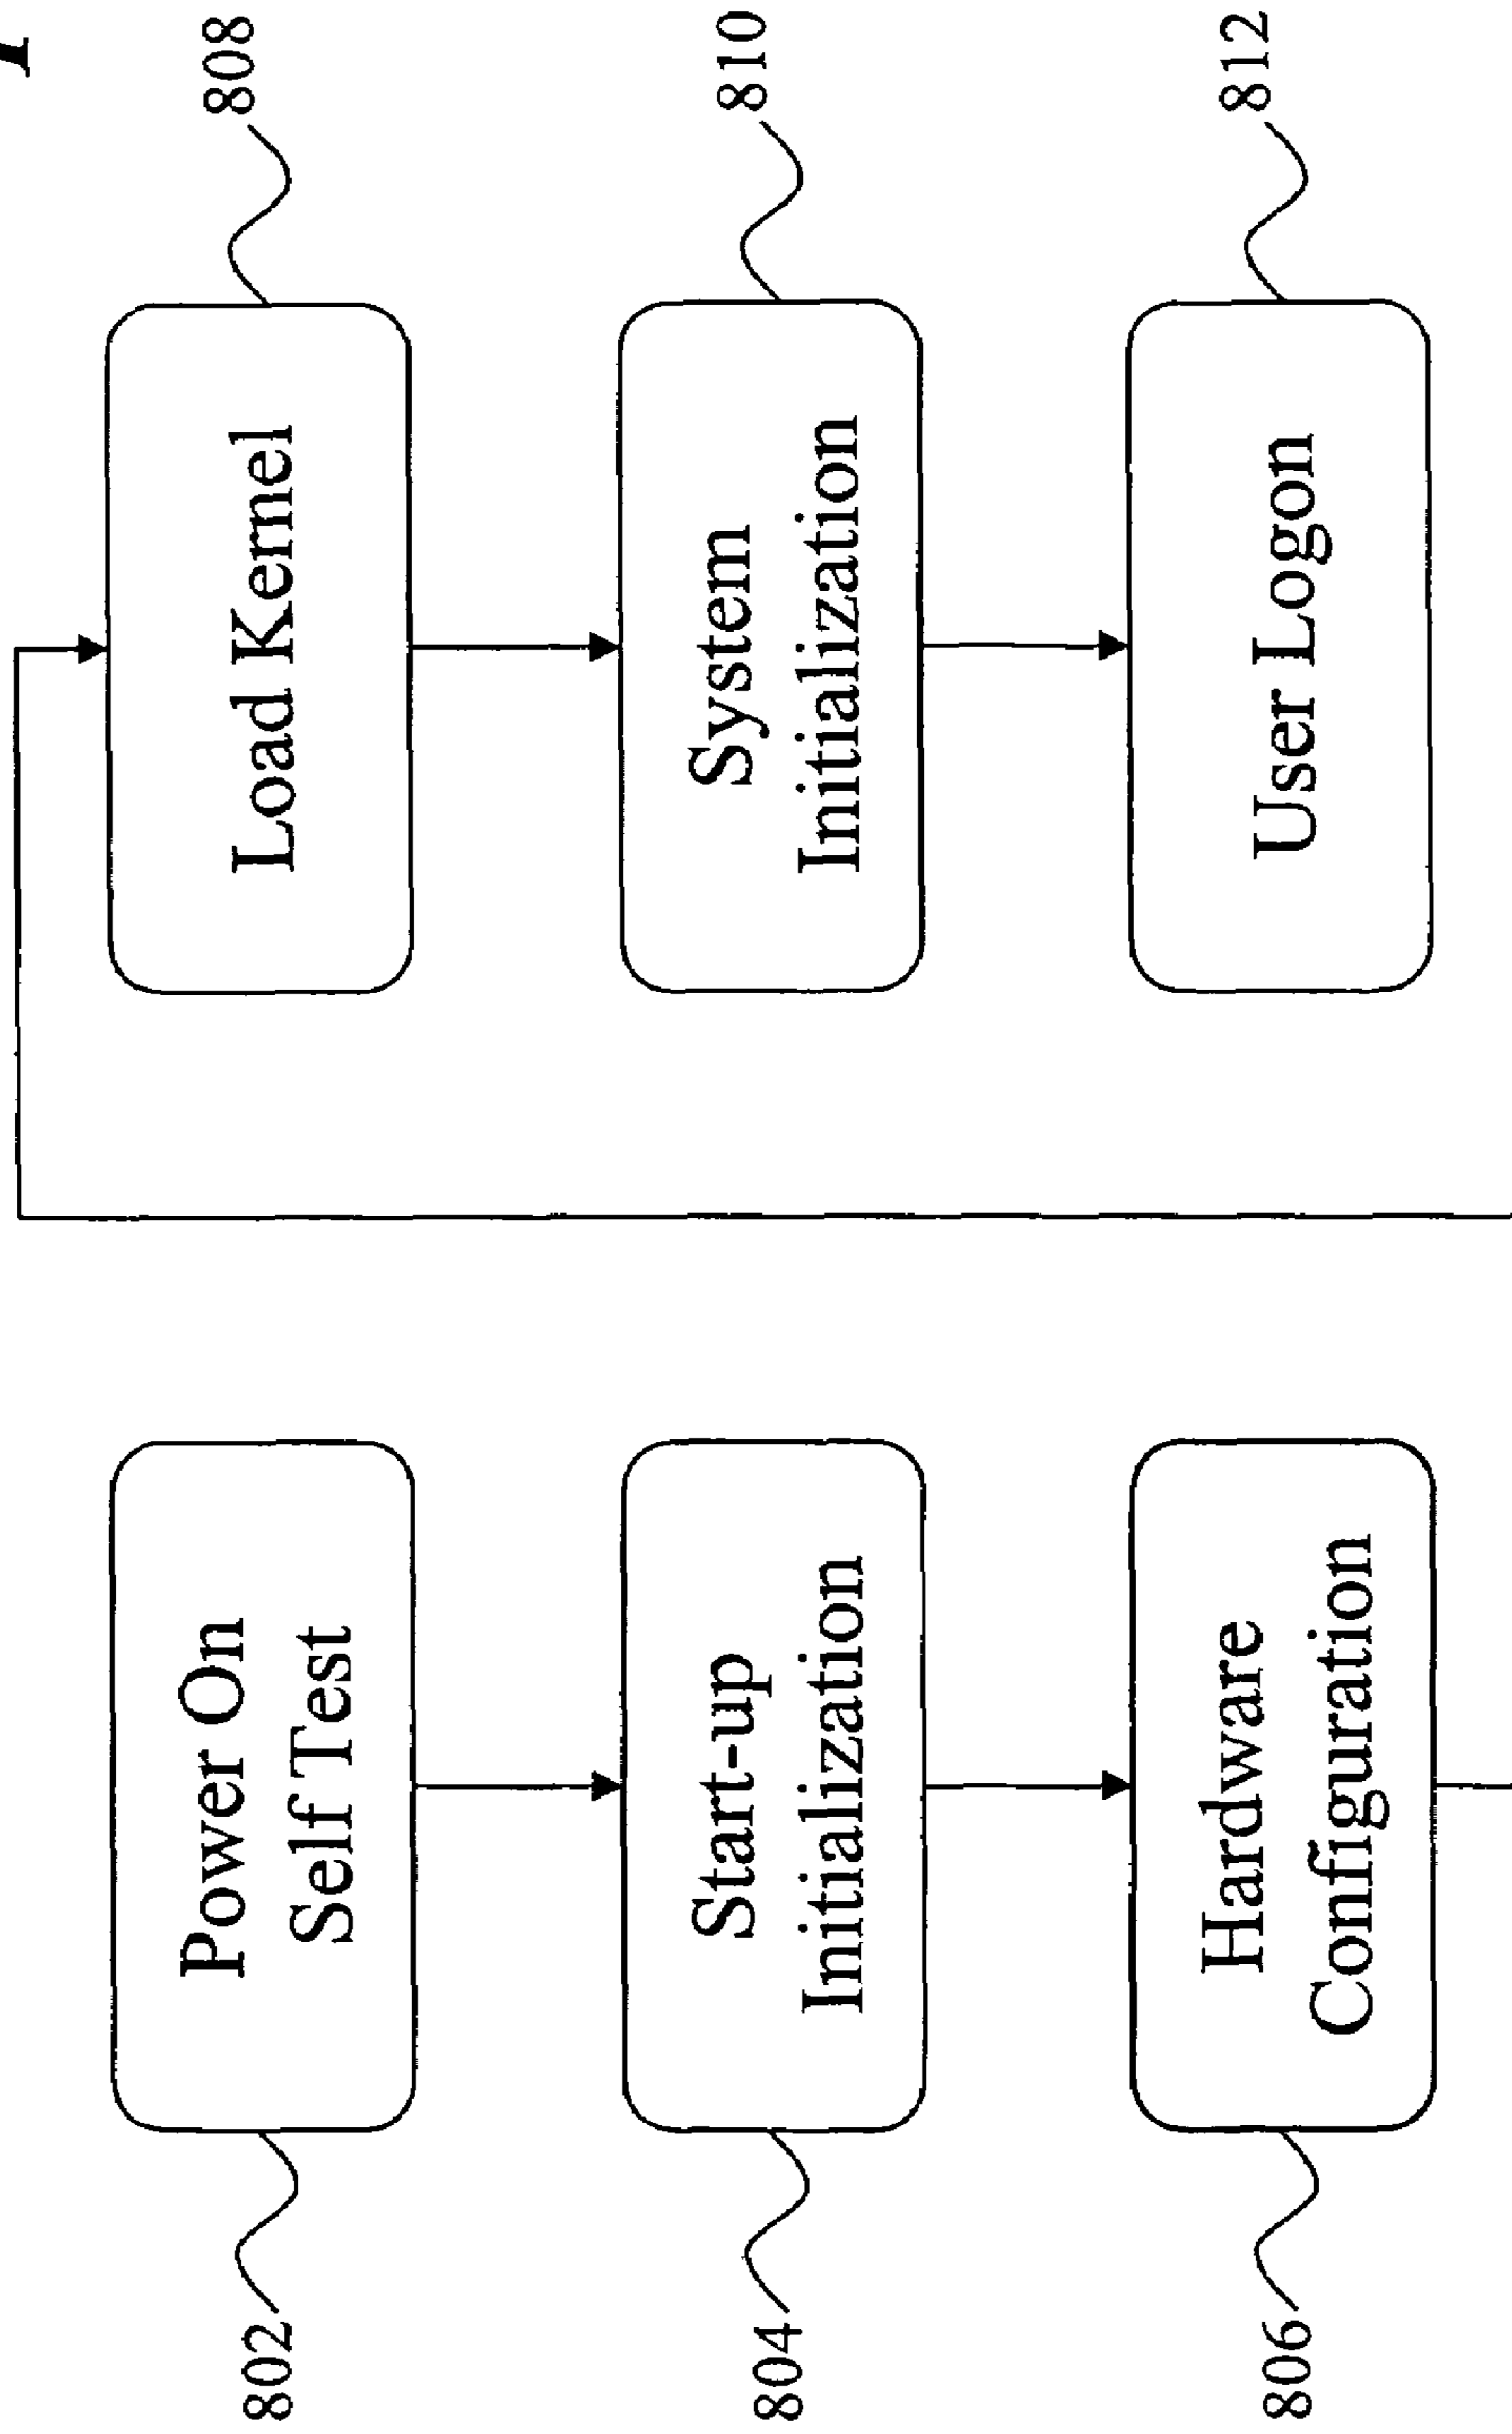 802
Power On
Self Test
804
Start-up
Initialization
806
Hardware
Configuration
Load Kernel
808
System
Initialization
810
User Logon
812